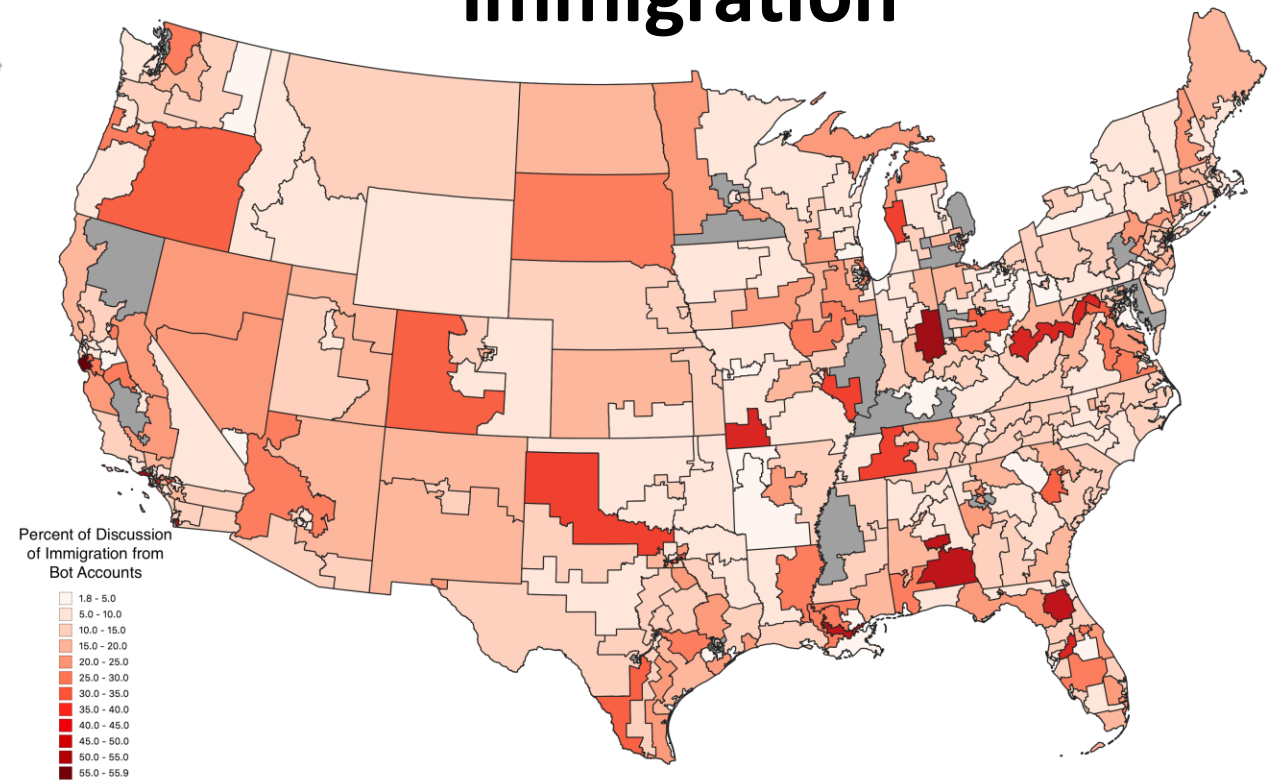 Immigration
Percent of Discussion
of Immigration from
Bot Accounts
1.8 - 5.0
5.0 - 10.0
10.0 - 15.0
15.0 - 20.0
20.0 - 25.0
25.0 - 30.0
30.0 - 35.0
35.0 - 40.0
40.0 - 45.0
45.0 - 50.0
50.0 - 55.0
55.0 - 55.9